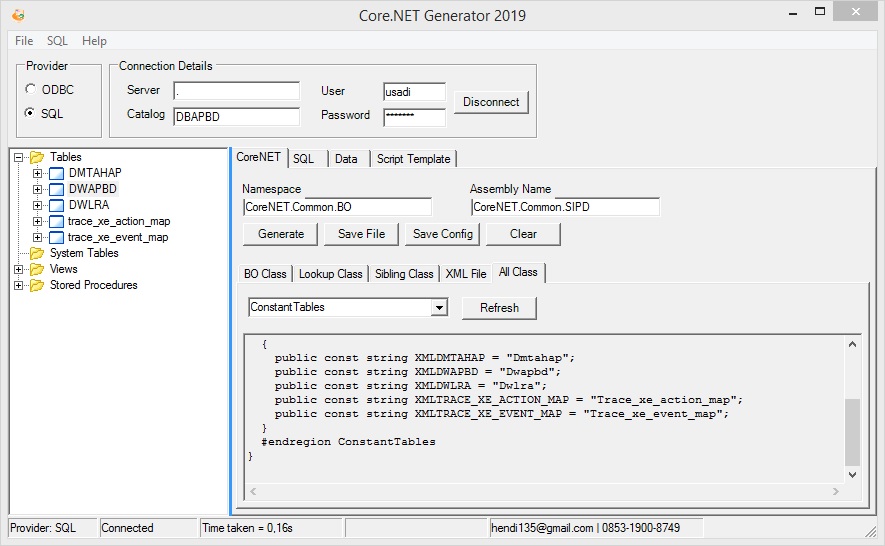 Core.NET Generator 2019
File SQL Help
Provider
ODBC
SQL
Connection Details
Server .
Catalog DBAPBD
User usadi
Password *******
Disconnect
Tables
DMTAHAP
DWAPBD
DWLRA
trace_xe_action_map
trace_xe_event_map
System Tables
Views
Stored Procedures
CoreNET SQL Data Script Template
Namespace Assembly Name
CoreNET.Common.BO CoreNET.Common.SIPD
Generate Save File Save Config Clear
BO Class Lookup Class Sibling Class XML File All Class
ConstantTables Refresh
{
public const string XMLDMTAHAP = "Dmtahap";
public const string XMLDWAPBD = "Dwapbd";
public const string XMLDWLRA = "Dwlra";
public const string XMLTRACE_XE_ACTION_MAP = "Trace_xe_action_map";
public const string XMLTRACE_XE_EVENT_MAP = "Trace_xe_event_map";
}
#endregion ConstantTables
}
Provider: SQL Connected Time taken = 0,16s hendi135@gmail.com | 0853-1900-8749